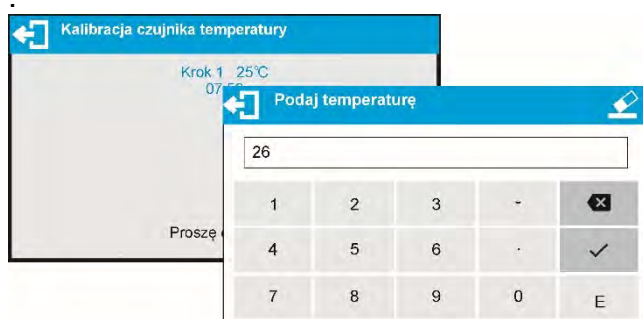 Kalibracja czujnika temperatury
Krok 1 25°C
Proszę
Podaj temperaturę
26
1 2 3 -
4 5 6 .
7 8 9 0 E